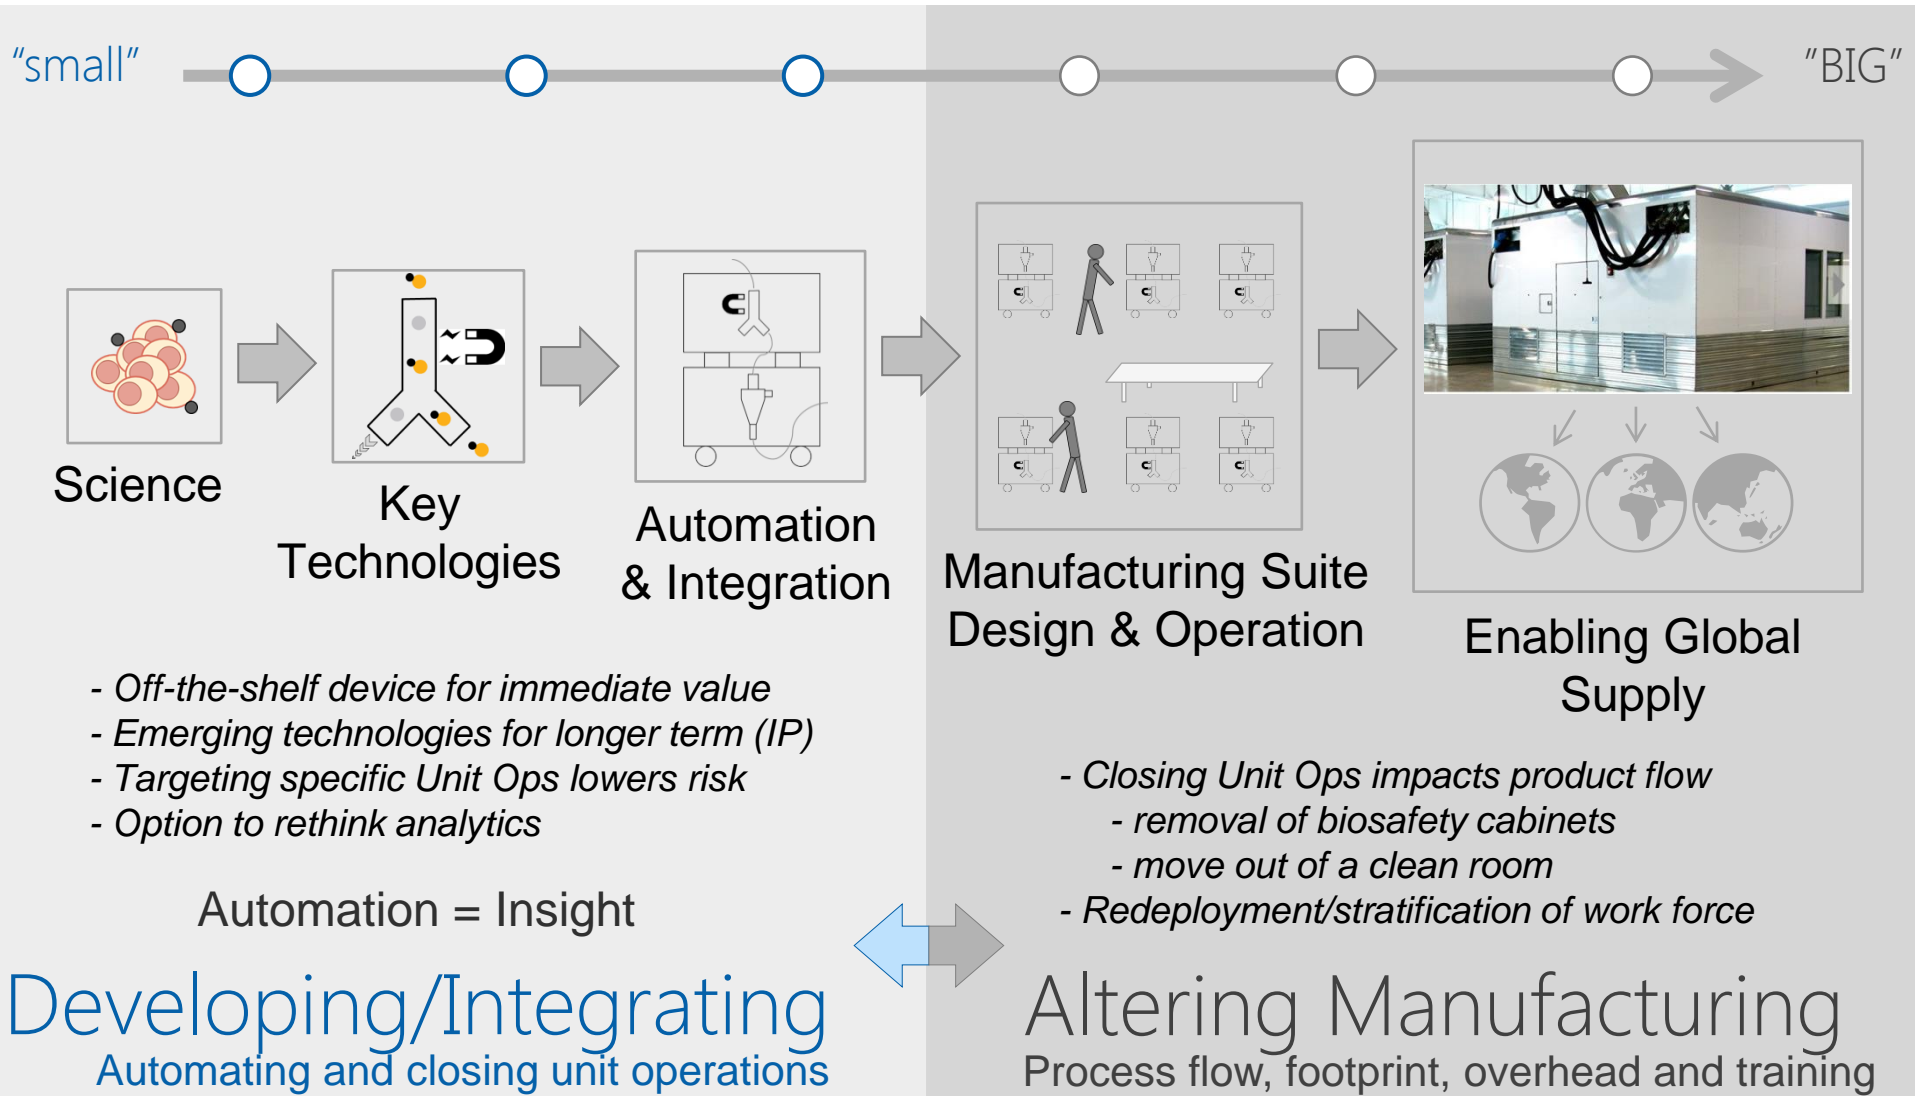 “small”
”BIG”
Science
Key
Technologies
Automation
& Integration
Manufacturing Suite
Design & Operation
Enabling Global
Supply
- Off-the-shelf device for immediate value
- Emerging technologies for longer term (IP)
- Targeting specific Unit Ops lowers risk
- Option to rethink analytics
- Closing Unit Ops impacts product flow
- removal of biosafety cabinets
- move out of a clean room
- Redeployment/stratification of work force
Automation = Insight
Developing/Integrating
Automating and closing unit operations
Altering Manufacturing
Process flow, footprint, overhead and training